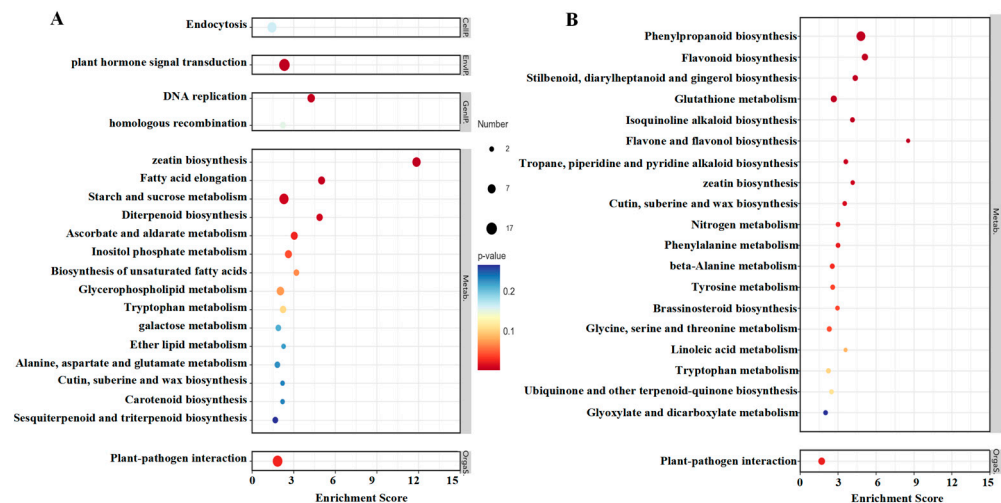 A
Endocytosis
CellP.
plant hormone signal transduction
EnvIP.
DNA replication
homologous recombination
GenIP.
zeatin biosynthesis
Fatty acid elongation
Starch and sucrose metabolism
Diterpenoid biosynthesis
Ascorbate and aldarate metabolism
Inositol phosphate metabolism
Biosynthesis of unsaturated fatty acids
Glycerophospholipid metabolism
Tryptophan metabolism
galactose metabolism
Ether lipid metabolism
Alanine, aspartate and glutamate metabolism
Cutin, suberine and wax biosynthesis
Carotenoid biosynthesis
Sesquiterpenoid and triterpenoid biosynthesis
Metab.
Plant-pathogen interaction
OrgaS.
0 3 6 9 12 15
Enrichment Score
Number
2
7
17
p-value
0.2
0.1
B
Phenylpropanoid biosynthesis
Flavonoid biosynthesis
Stilbenoid, diarylheptanoid and gingerol biosynthesis
Glutathione metabolism
Isoquinoline alkaloid biosynthesis
Flavone and flavonol biosynthesis
Tropane, piperidine and pyridine alkaloid biosynthesis
zeatin biosynthesis
Cutin, suberine and wax biosynthesis
Nitrogen metabolism
Phenylalanine metabolism
beta-Alanine metabolism
Tyrosine metabolism
Brassinosteroid biosynthesis
Glycine, serine and threonine metabolism
Linoleic acid metabolism
Tryptophan metabolism
Ubiquinone and other terpenoid-quinone biosynthesis
Glyoxylate and dicarboxylate metabolism
Metab.
Plant-pathogen interaction
OrgaS.
0 3 6 9 12 15
Enrichment Score